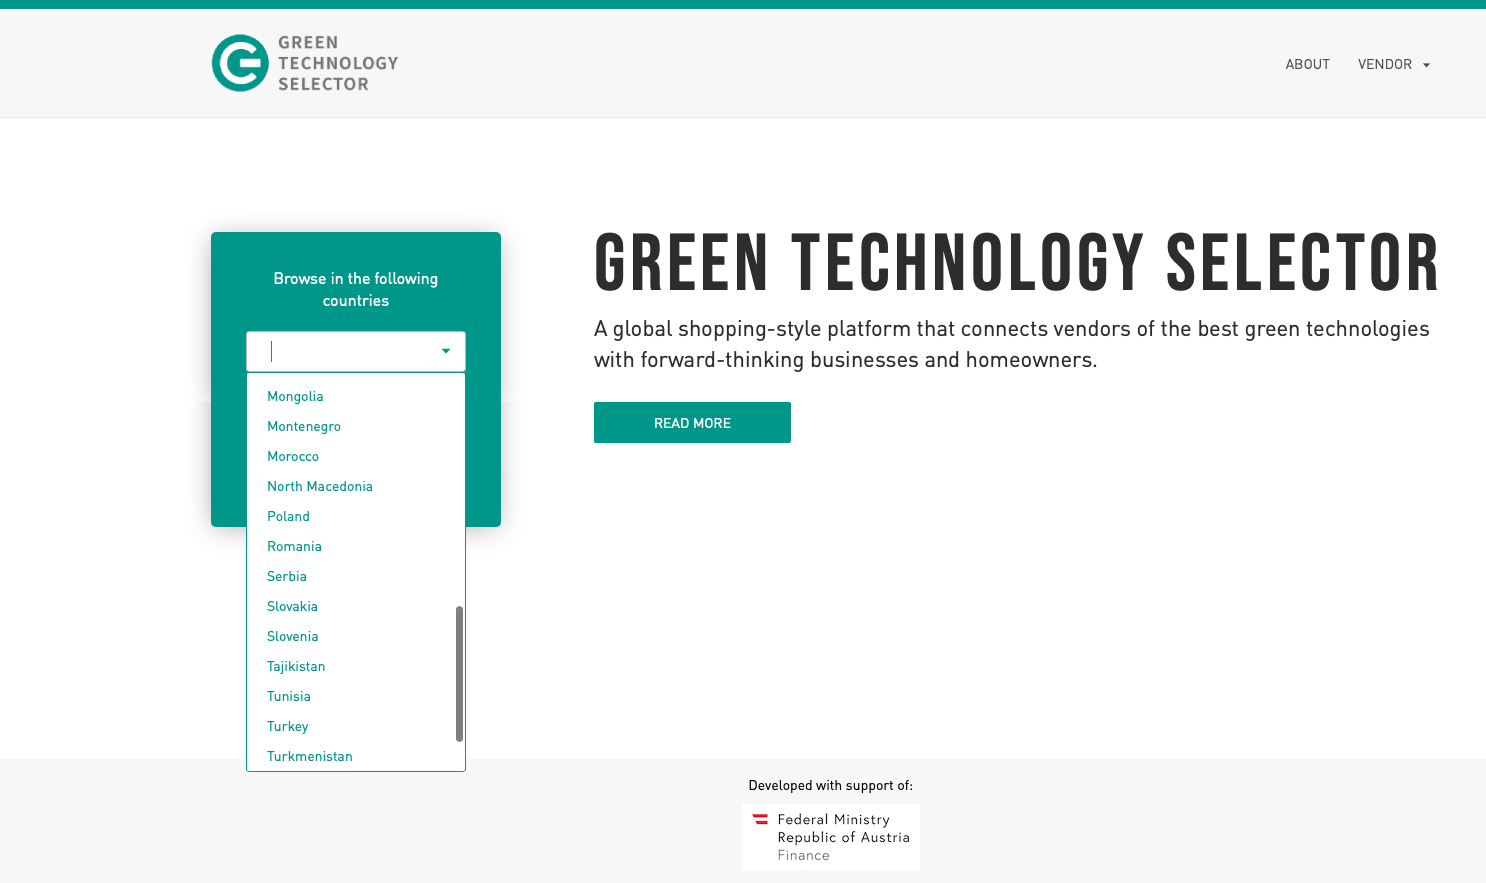 GREEN
TECHNOLOGY
SELECTOR
ABOUT
VENDOR
Browse in the following
countries
Mongolia
Montenegro
Morocco
North Macedonia
Poland
Romania
Serbia
Slovakia
Slovenia
Tajikistan
Tunisia
Turkey
Turkmenistan
GREEN TECHNOLOGY SELECTOR
A global shopping-style platform that connects vendors of the best green technologies
with forward-thinking businesses and homeowners.
READ MORE
Developed with support of:
Federal Ministry
Republic of Austria
Finance